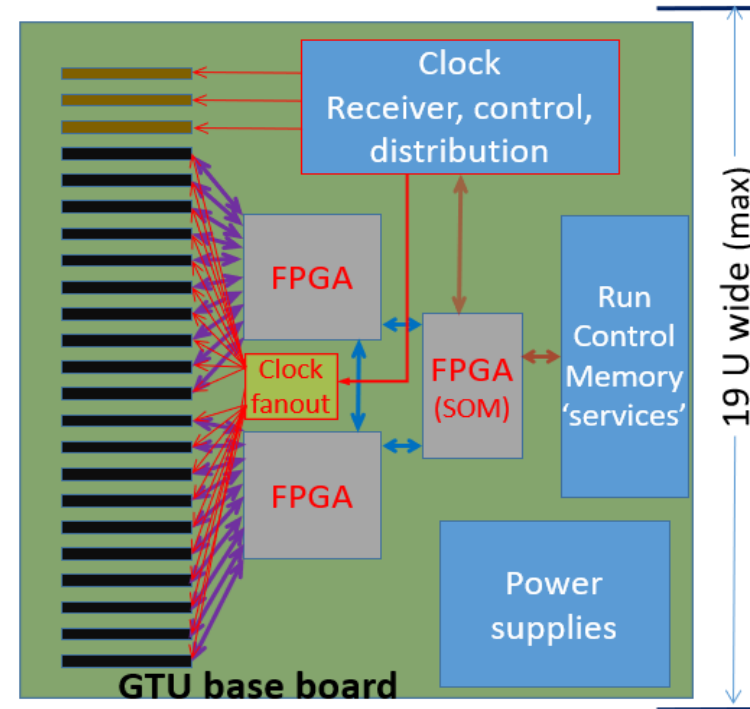 Clock
Receiver, control,
distribution
FPGA
Clock
fanout
FPGA
(SOM)
FPGA
Run
Control
Memory
‘services’
Power
supplies
GTU base board
19 U wide (max)